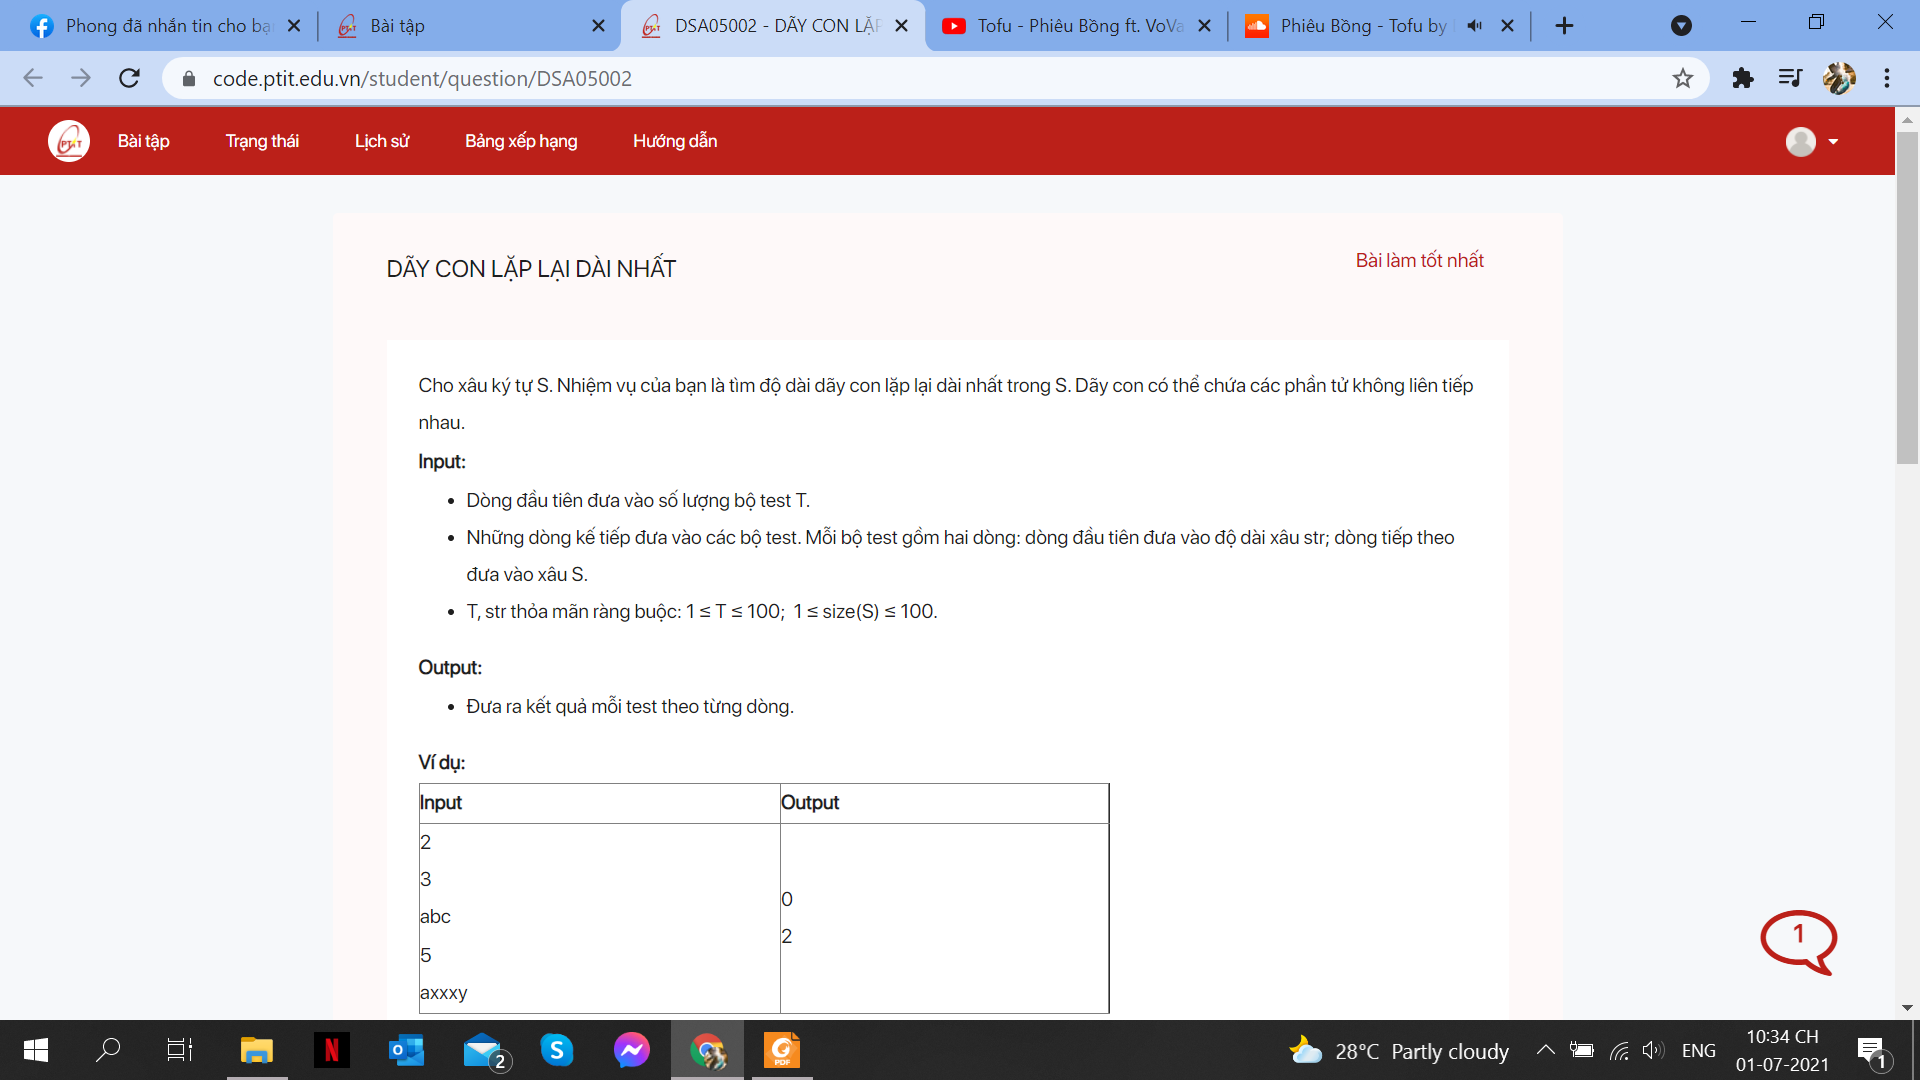 Phong đã nhắn tin cho bạ
Bài tập
DSA05002 - DÃY CON LẶP
Tofu - Phiêu Bồng ft. VoVa
Phiêu Bồng - Tofu by
code.ptit.edu.vn/student/question/DSA05002
PTIT
Bài tập
Trạng thái
Lịch sử
Bảng xếp hạng
Hướng dẫn
DÃY CON LẶP LẠI DÀI NHẤT
Bài làm tốt nhất
Cho xâu ký tự S. Nhiệm vụ của bạn là tìm độ dài dãy con lặp lại dài nhất trong S. Dãy con có thể chứa các phần tử không liên tiếp
nhau.
Input:
• Dòng đầu tiên đưa vào số lượng bộ test T.
• Những dòng kế tiếp đưa vào các bộ test. Mỗi bộ test gồm hai dòng: dòng đầu tiên đưa vào độ dài xâu str; dòng tiếp theo
đưa vào xâu S.
• T, str thỏa mãn ràng buộc: 1 ≤ T ≤ 100; 1 ≤ size(S) ≤ 100.
Output:
• Đưa ra kết quả mỗi test theo từng dòng.
Ví dụ:
Input
Output
2
3
abc
5
axxxy
0
2
1
N
2
S
PDF
28°C Partly cloudy
ENG
10:34 CH
01-07-2021
1